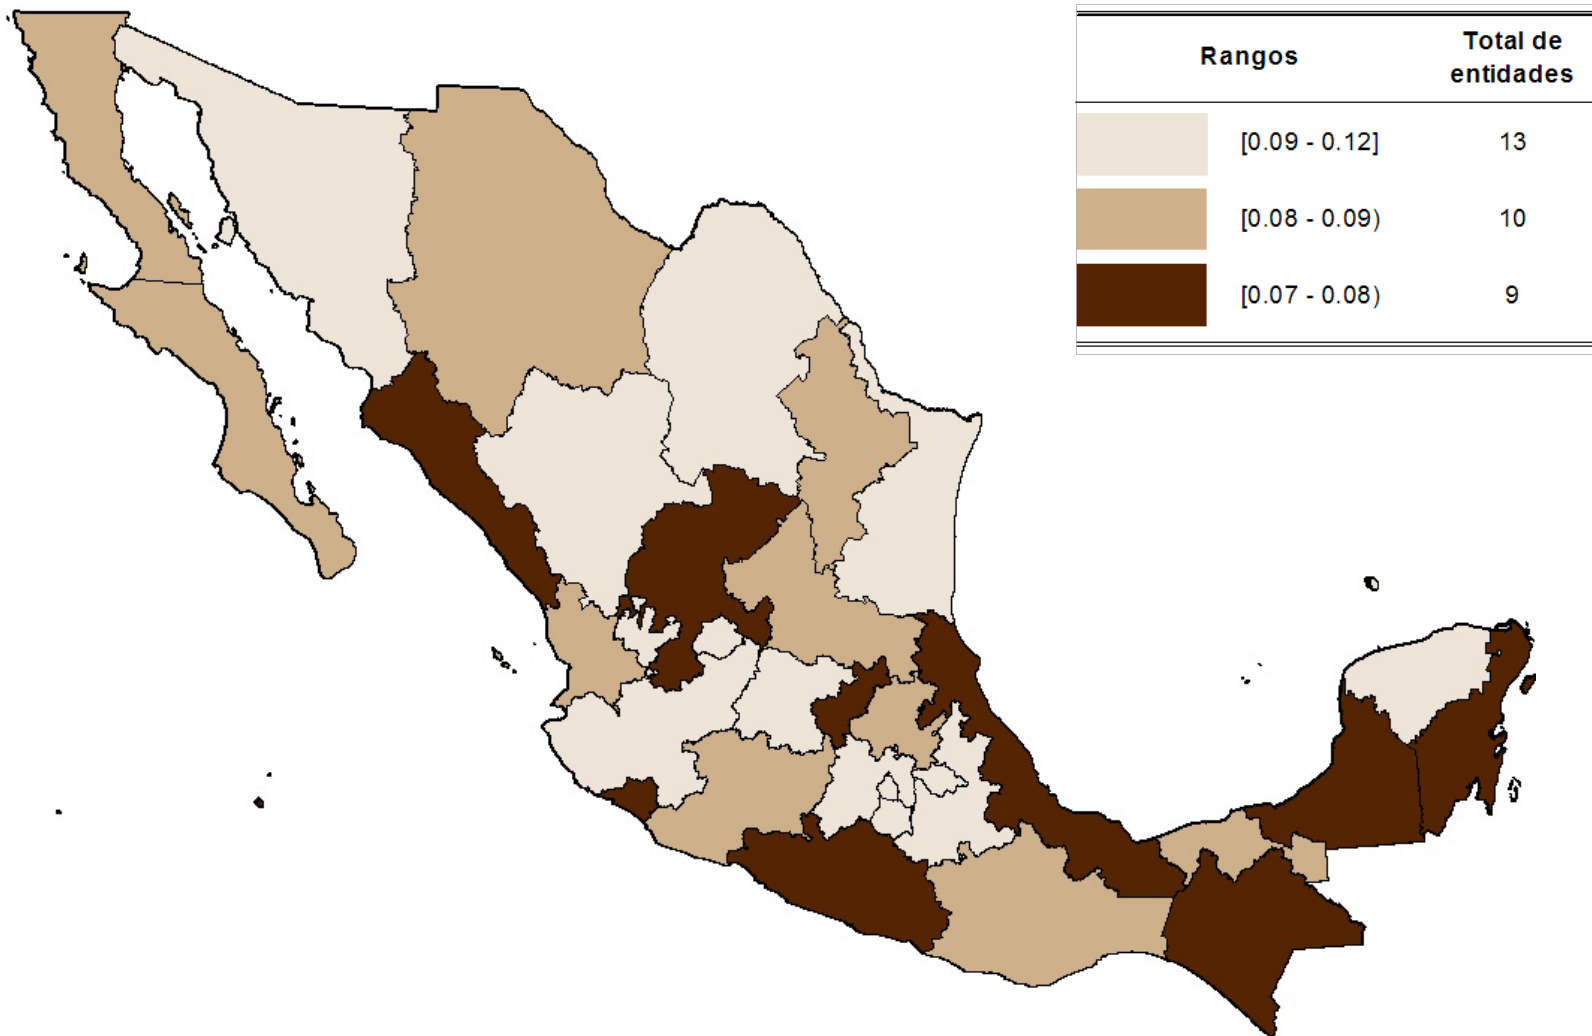 Rangos
Total de
entidades
[0.09 - 0.12] 13
[0.08 - 0.09) 10
[0.07 - 0.08) 9